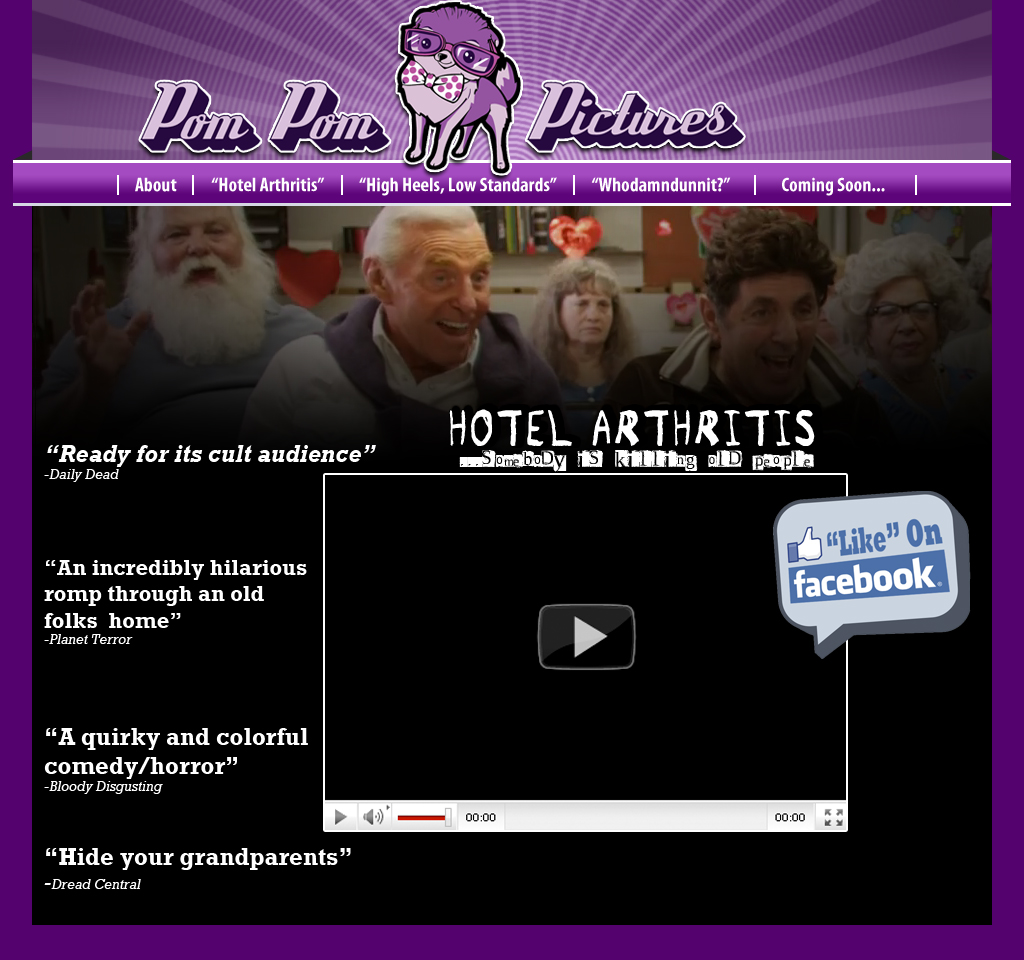 Pom Pom Pictures
About
“Hotel Arthritis”
“High Heels, Low Standards”
“Whodamndunnit?”
Coming Soon...
HOTEL ARTHRITIS
...SomeboDy iS killing olD people
“Ready for its cult audience”
-Daily Dead
“Like” On
facebook
“An incredibly hilarious
romp through an old
folks home”
-Planet Terror
“A quirky and colorful
comedy/horror”
-Bloody Disgusting
00:00
00:00
“Hide your grandparents”
-Dread Central